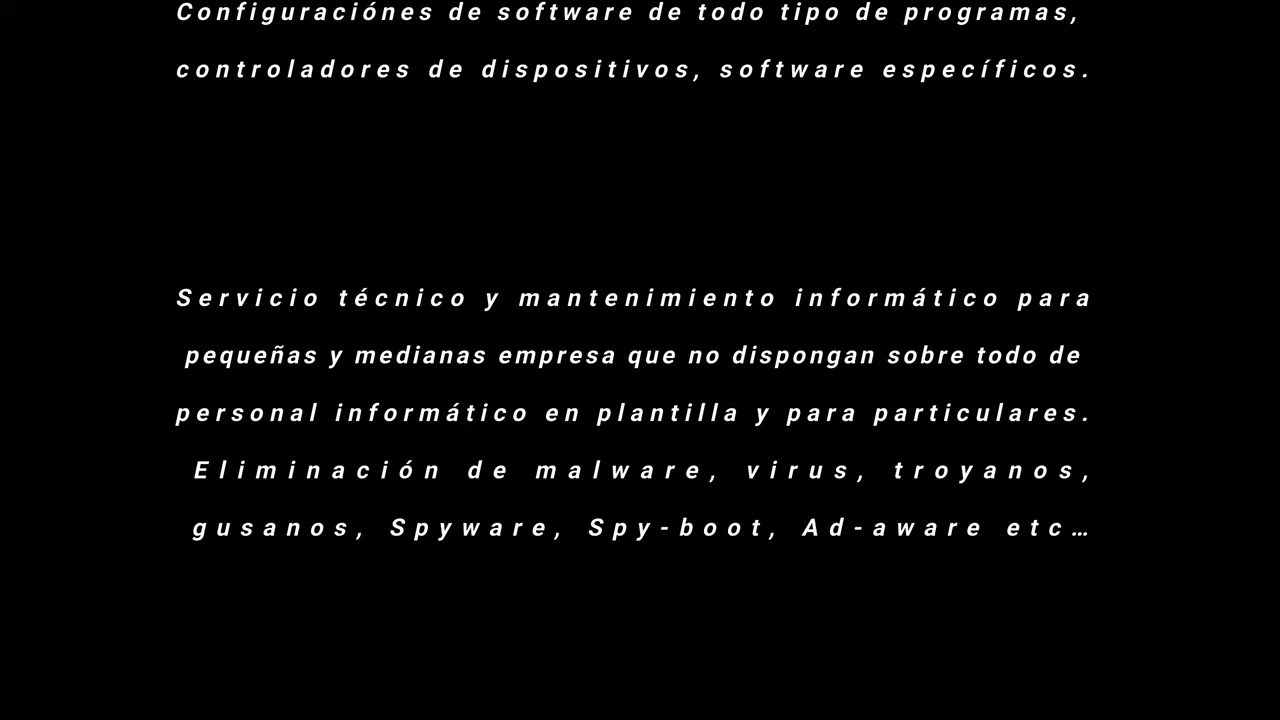 Configuraciónes de software de todo tipo de programas,
controladores de dispositivos, software específicos.
Servicio técnico y mantenimiento informático para
pequeñas y medianas empresa que no dispongan sobre todo de
personal informático en plantilla y para particulares.
Eliminación de malware, virus, troyanos,
gusanos, Spyware, Spy-boot, Ad-aware etc…